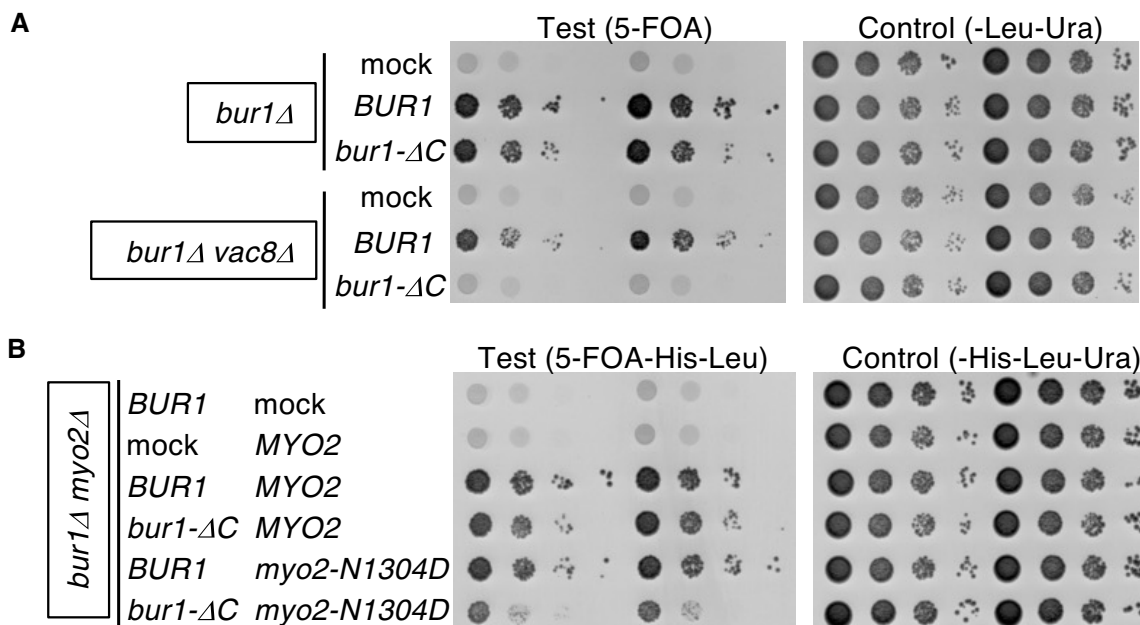 A
Test (5-FOA)
Control (-Leu-Ura)
bur1Δ
mock
BUR1
bur1-ΔC
bur1Δ vac8Δ
mock
BUR1
bur1-ΔC
B
Test (5-FOA-His-Leu)
Control (-His-Leu-Ura)
bur1Δ myo2Δ
BUR1 mock
mock MYO2
BUR1 MYO2
bur1-ΔC MYO2
BUR1 myo2-N1304D
bur1-ΔC myo2-N1304D